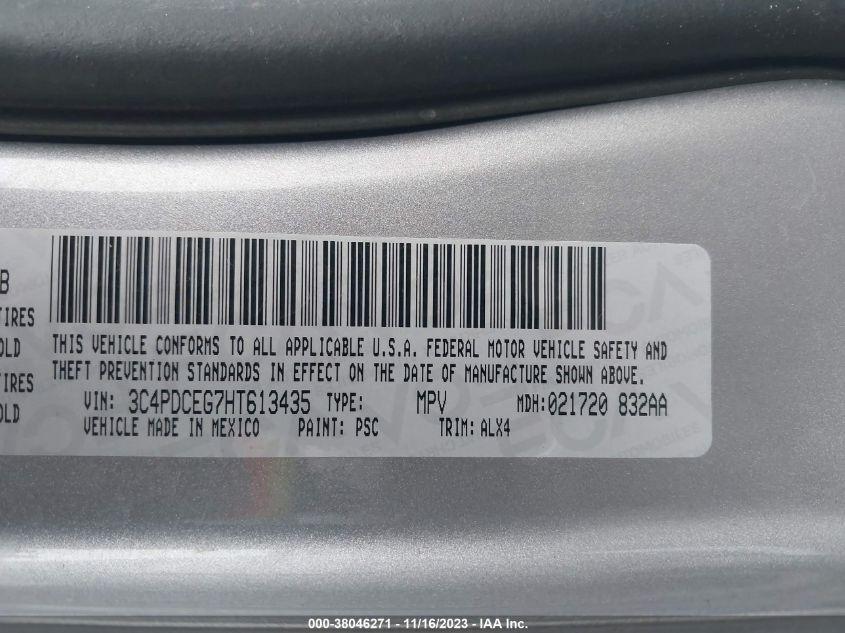 B
TIRES
OLD
TIRES
OLD
THIS VEHICLE CONFORMS TO ALL APPLICABLE U.S.A. FEDERAL MOTOR VEHICLE SAFETY AND
THEFT PREVENTION STANDARDS IN EFFECT ON THE DATE OF MANUFACTURE SHOWN ABOVE.
VIN: 3C4PDCEG7HT613435 TYPE: MPV MDH:021720 832AA
VEHICLE MADE IN MEXICO PAINT: PSC TRIM: ALX4
000-38046271 - 11/16/2023 - IAA Inc.